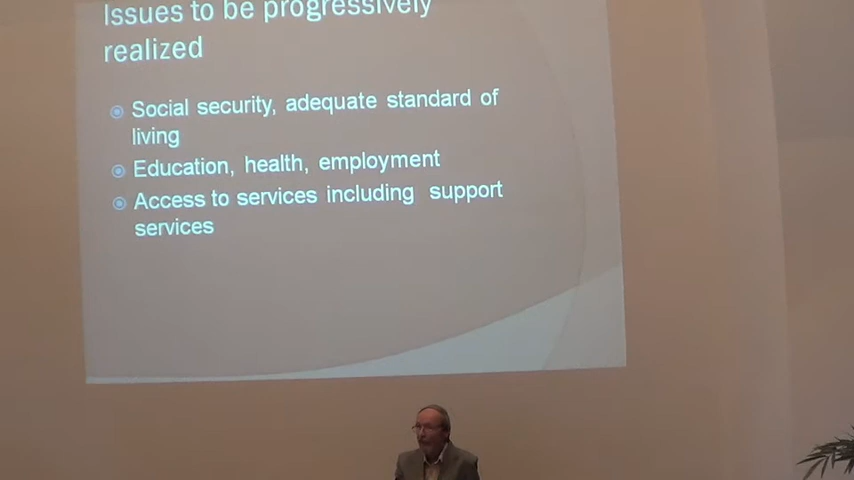 Issues to be progressively
realized
Social security, adequate standard of
living
Education, health, employment
Access to services including support
services